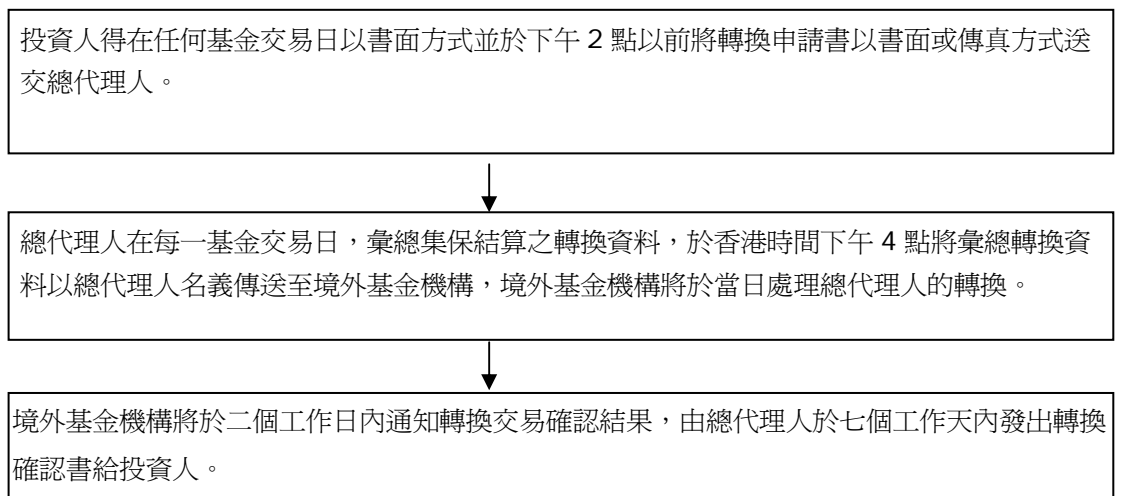 投資人得在任何基金交易日以書面方式並於下午 2 點以前將轉換申請書以書面或傳真方式送
交總代理人。
總代理人在每一基金交易日，彙總集保結算之轉換資料，於香港時間下午 4 點將彙總轉換資
料以總代理人名義傳送至境外基金機構，境外基金機構將於當日處理總代理人的轉換。
境外基金機構將於二個工作日內通知轉換交易確認結果，由總代理人於七個工作天內發出轉換
確認書給投資人。